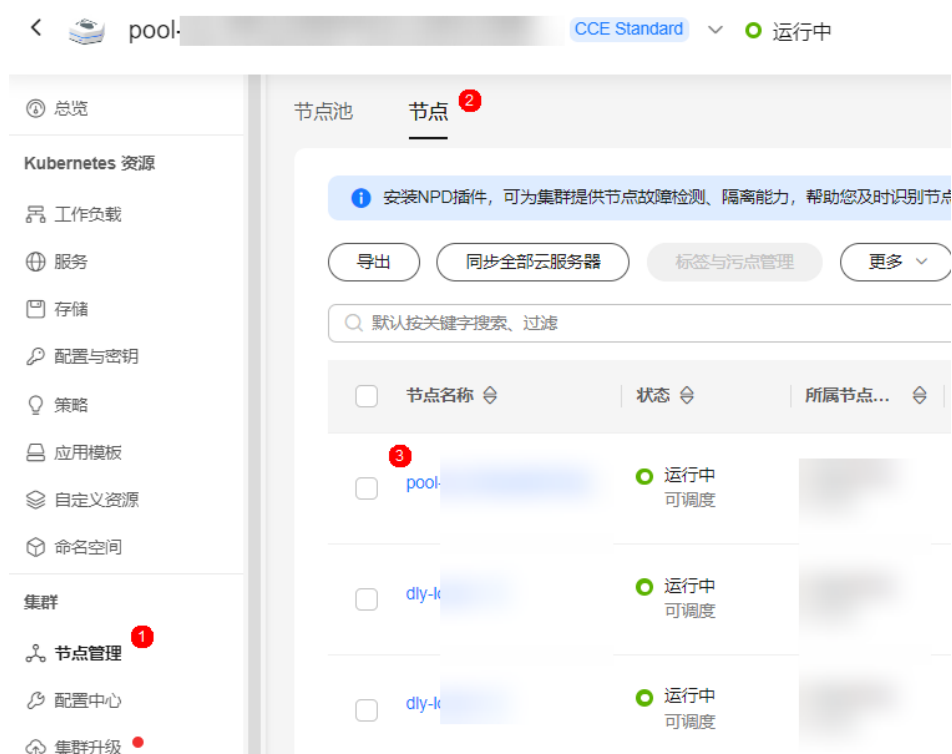 pool-
CCE Standard
运行中
总览
Kubernetes 资源
工作负载
服务
存储
配置与密钥
策略
应用模板
自定义资源
命名空间
集群
节点管理
1
配置中心
集群升级
节点池
节点
2
安装NPD插件，可为集群提供节点故障检测、隔离能力，帮助您及时识别节点
导出
同步全部云服务器
标签与污点管理
更多
默认按关键字搜索、过滤
节点名称
状态
所属节点...
3
pool-
运行中
可调度
dly-
运行中
可调度
dly-
运行中
可调度